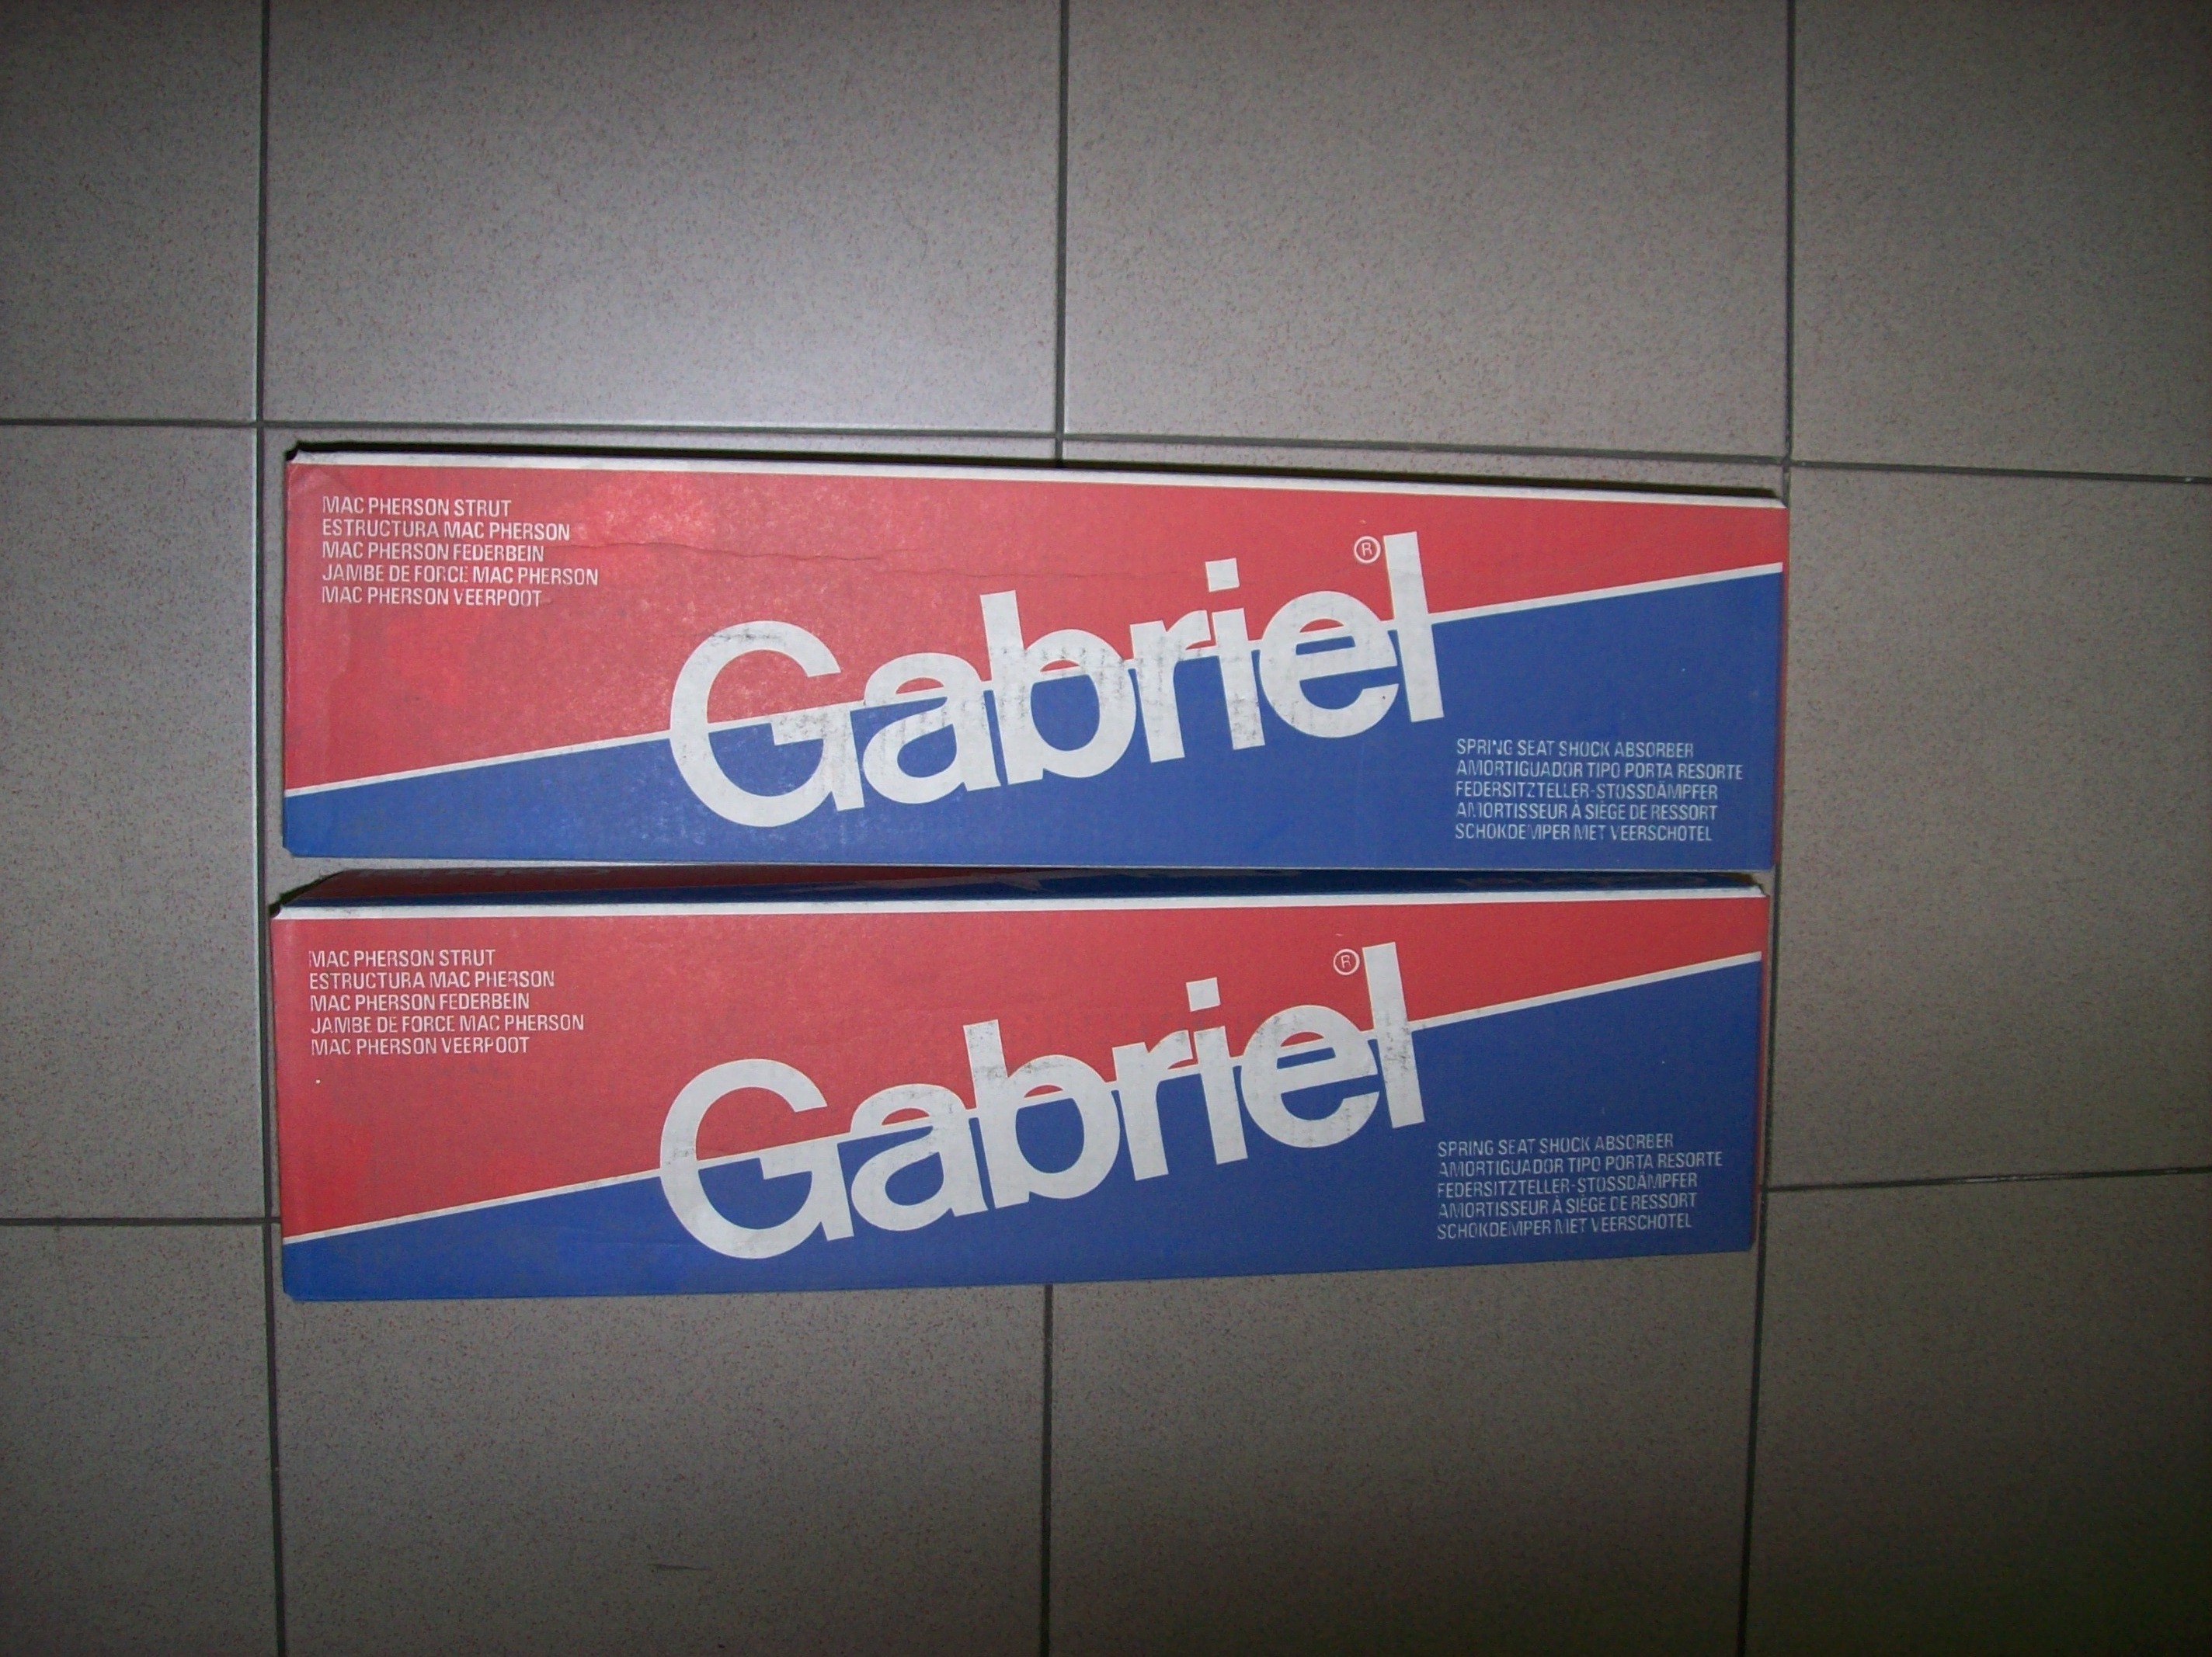 MAC PHERSON STRUT
ESTRUCTURA MAC PHERSON
MAC PHERSON FEDERBEIN
JAMBE DE FORCE MAC PHERSON
MAC PHERSON VEERPOOT
Gabriel®
SPRING SEAT SHOCK ABSORBER
AMORTIGUADOR TIPO PORTA RESORTE
FEDERSITZTELLER-STOSSDÄMPFER
AMORTISSEUR À SIÈGE DE RESSORT
SCHOKDEMPER MET VEERSCHOTEL
MAC PHERSON STRUT
ESTRUCTURA MAC PHERSON
MAC PHERSON FEDERBEIN
JAMBE DE FORCE MAC PHERSON
MAC PHERSON VEERPOOT
Gabriel®
SPRING SEAT SHOCK ABSORBER
AMORTIGUADOR TIPO PORTA RESORTE
FEDERSITZTELLER-STOSSDÄMPFER
AMORTISSEUR À SIÈGE DE RESSORT
SCHOKDEMPER MET VEERSCHOTEL